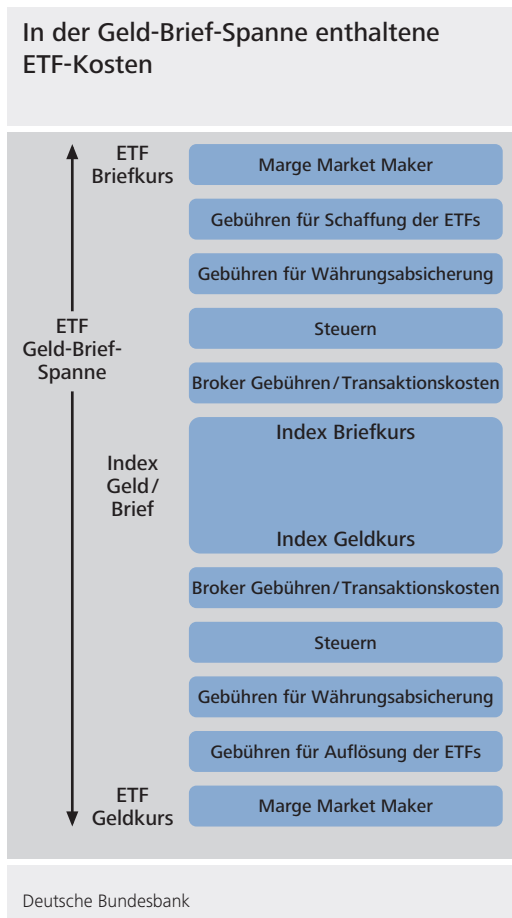 In der Geld-Brief-Spanne enthaltene
ETF-Kosten
ETF
Briefkurs
Marge Market Maker
Gebühren für Schaffung der ETFs
Gebühren für Währungsabsicherung
ETF
Geld-Brief-
Spanne
Steuern
Broker Gebühren/Transaktionskosten
Index Briefkurs
Index
Geld/
Brief
Index Geldkurs
Broker Gebühren/Transaktionskosten
Steuern
Gebühren für Währungsabsicherung
Gebühren für Auflösung der ETFs
ETF
Geldkurs
Marge Market Maker
Deutsche Bundesbank